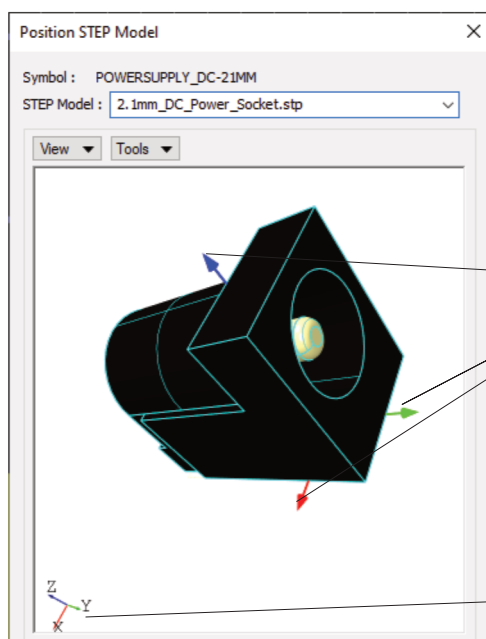 Position STEP Model
Symbol : POWERSUPPLY_DC-21MM
STEP Model : 2.1mm_DC_Power_Socket.stp
View Tools
Z
Y
X